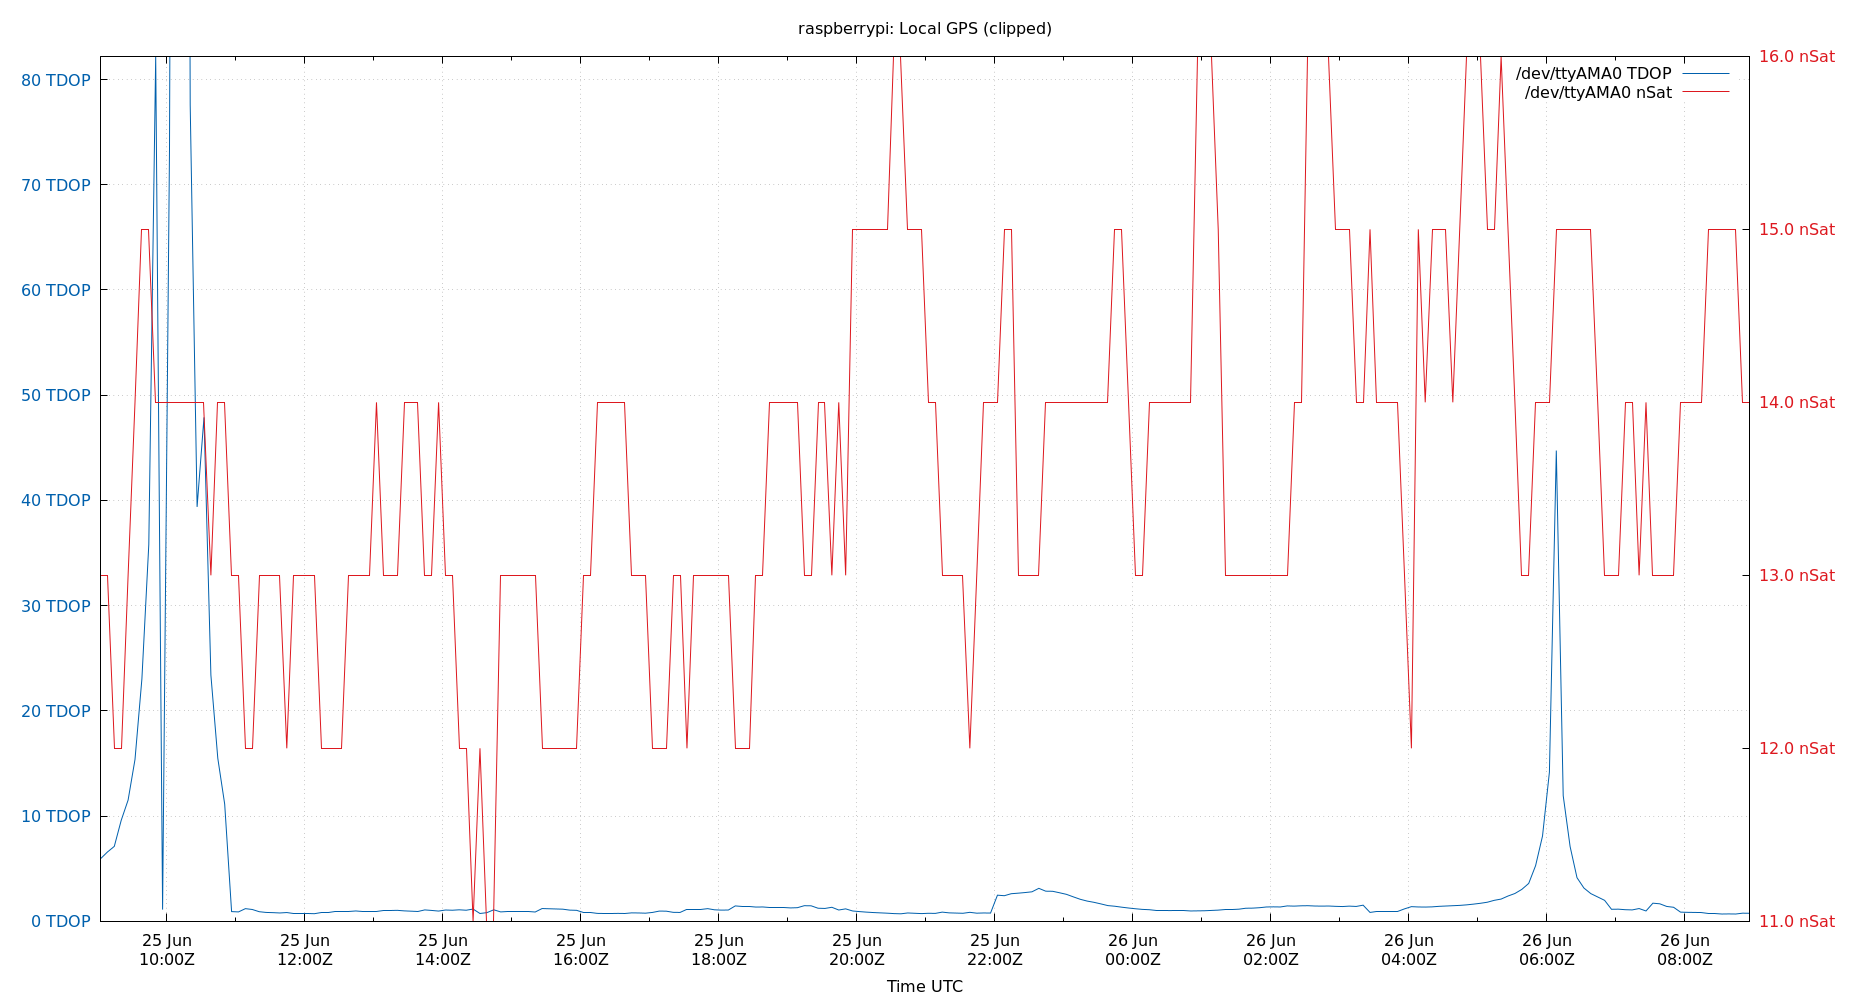 raspberrypi: Local GPS (clipped)
/dev/ttyAMA0 TDOP
/dev/ttyAMA0 nSat
80 TDOP
70 TDOP
60 TDOP
50 TDOP
40 TDOP
30 TDOP
20 TDOP
10 TDOP
0 TDOP
16.0 nSat
15.0 nSat
14.0 nSat
13.0 nSat
12.0 nSat
11.0 nSat
25 Jun
10:00Z
25 Jun
12:00Z
25 Jun
14:00Z
25 Jun
16:00Z
25 Jun
18:00Z
25 Jun
20:00Z
25 Jun
22:00Z
26 Jun
00:00Z
26 Jun
02:00Z
26 Jun
04:00Z
26 Jun
06:00Z
26 Jun
08:00Z
Time UTC